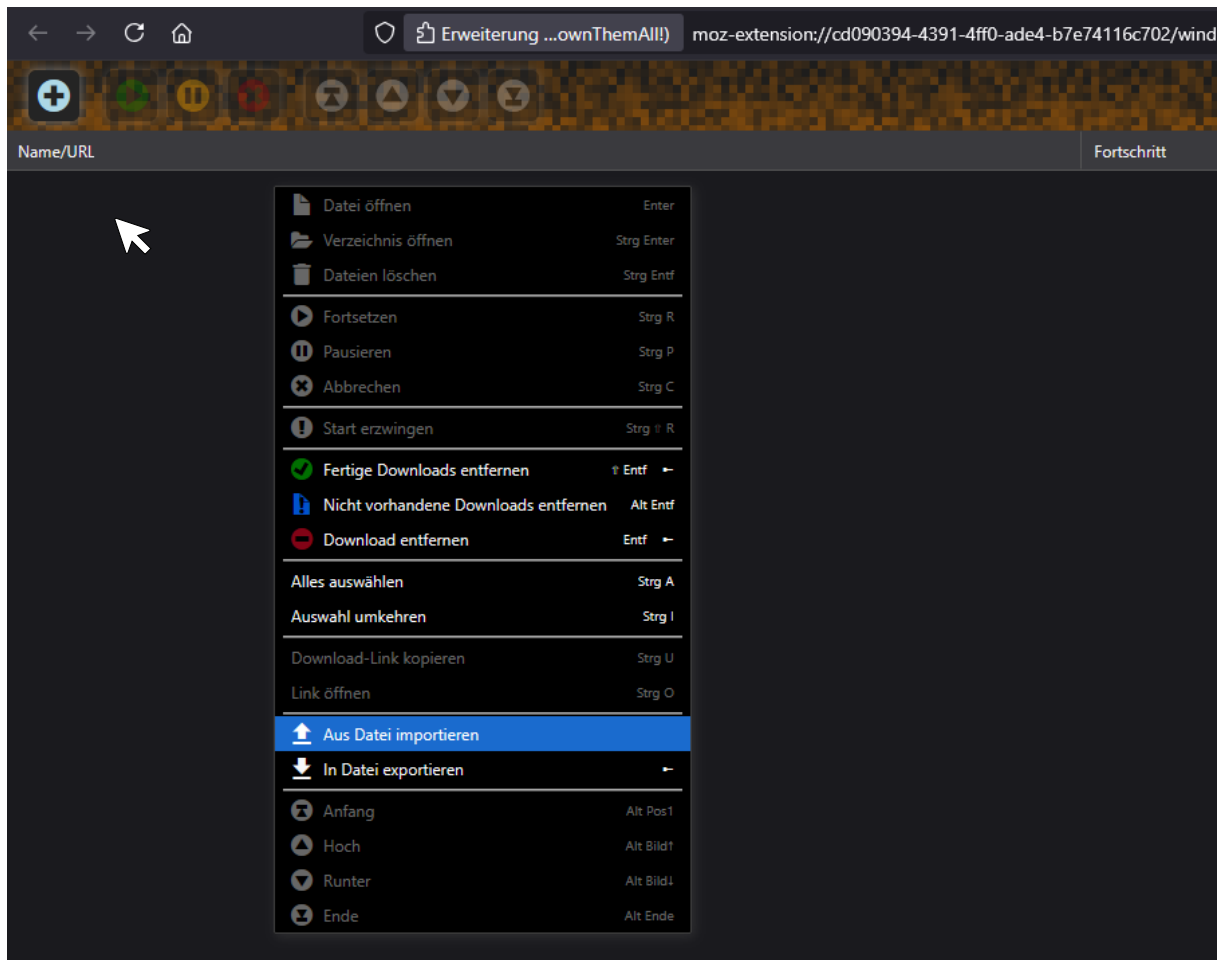 Erweiterung ...ownThemAll!) moz-extension://cd090394-4391-4ff0-ade4-b7e74116c702/wind
Name/URL Fortschritt
Datei öffnen Enter
Verzeichnis öffnen Strg Enter
Dateien löschen Strg Entf
Fortsetzen Strg R
Pausieren Strg P
Abbrechen Strg C
Start erzwingen Strg ⇧ R
Fertige Downloads entfernen ⇧ Entf
Nicht vorhandene Downloads entfernen Alt Entf
Download entfernen Entf
Alles auswählen Strg A
Auswahl umkehren Strg I
Download-Link kopieren Strg U
Link öffnen Strg O
Aus Datei importieren
In Datei exportieren
Anfang Alt Pos1
Hoch Alt Bild↑
Runter Alt Bild↓
Ende Alt Ende